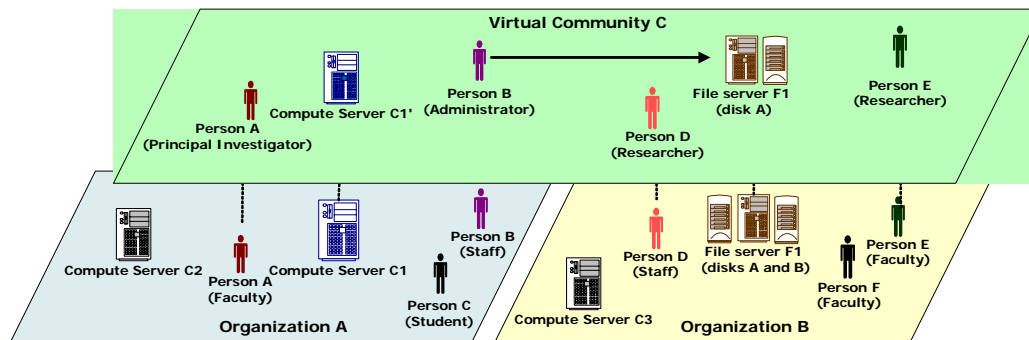 Virtual Community C
Person A
(Principal Investigator)
Compute Server C1'
Person B
(Administrator)
Person D
(Researcher)
File server F1
(disk A)
Person E
(Researcher)
Compute Server C2
Person A
(Faculty)
Compute Server C1
Person B
(Staff)
Person C
(Student)
Organization A
Compute Server C3
Person D
(Staff)
File server F1
(disks A and B)
Person F
(Faculty)
Person E
(Faculty)
Organization B